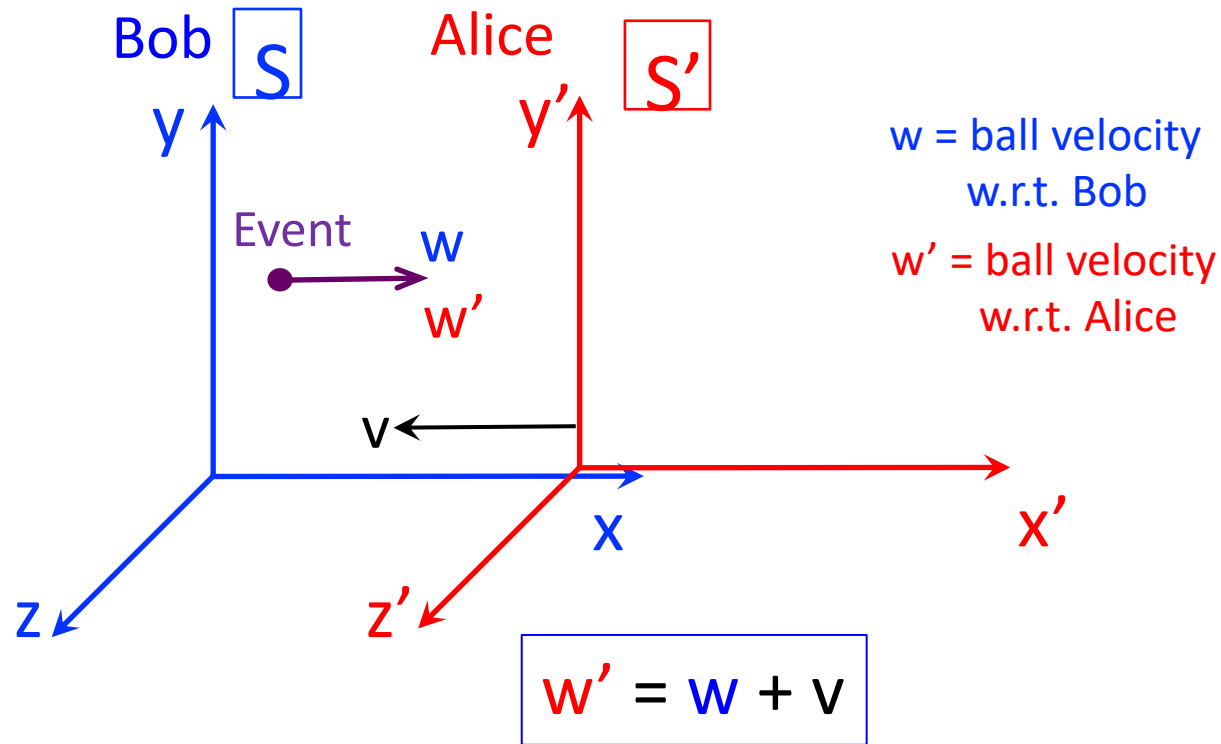 Bob S Alice S’
y y’
w = ball velocity
w.r.t. Bob
Event w
w’ = ball velocity
w’ w.r.t. Alice
v
x x’
z z’
w’ = w + v